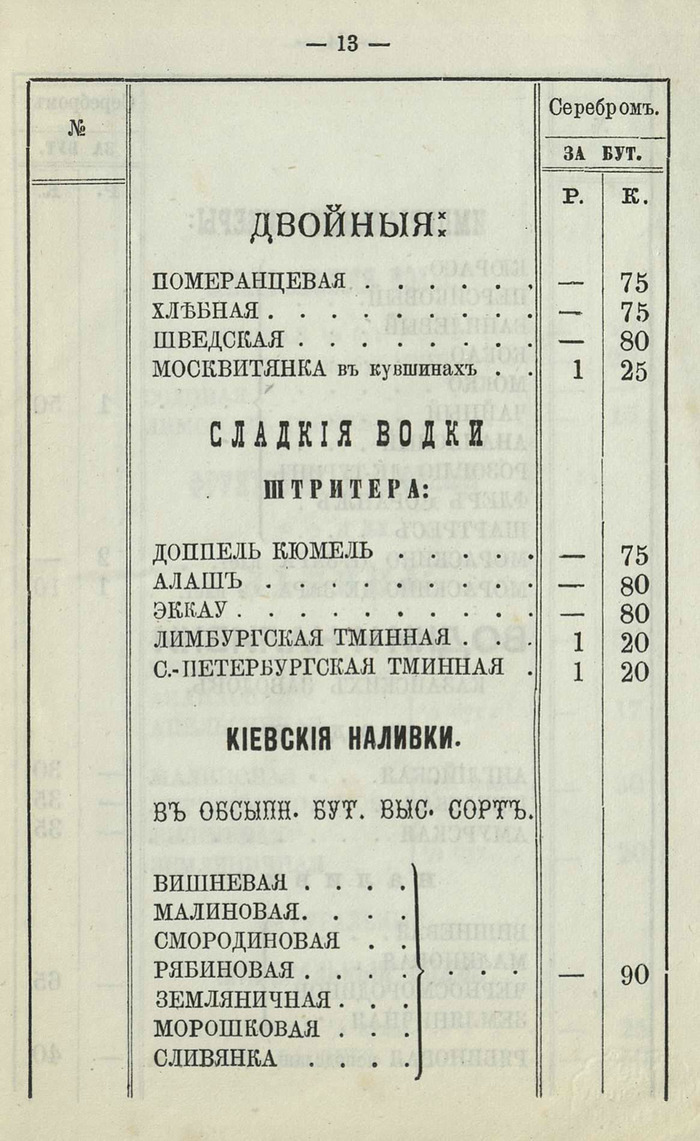 — 13 —
№
Серебромъ.
ЗА БУТ.
Р. К.
ДВОЙНЫЯ:
ПОМЕРАНЦЕВАЯ . . . . . . — 75
ХЛѢБНАЯ . . . . . . . . . — 75
ШВЕДСКАЯ . . . . . . . . — 80
МОСКВИТЯНКА въ кувшинахъ . . 1 25
СЛАДКІЯ ВОДКИ
ШТРИТЕРА:
ДОППЕЛЬ КЮМЕЛЬ . . . . . — 75
АЛАШЪ . . . . . . . . . . — 80
ЭККАУ . . . . . . . . . . . — 80
ЛИМБУРГСКАЯ ТМИННАЯ . . . 1 20
С.-ПЕТЕРБУРГСКАЯ ТМИННАЯ . 1 20
КІЕВСКІЯ НАЛИВКИ.
ВЪ ОБСЫПН. БУТ. ВЫС. СОРТЪ.
ВИШНЕВАЯ . . . .
МАЛИНОВАЯ. . . .
СМОРОДИНОВАЯ . .
РЯБИНОВАЯ . . . . . . . . — 90
ЗЕМЛЯНИЧНАЯ . . .
МОРОШКОВАЯ . . .
СЛИВЯНКА . . . .